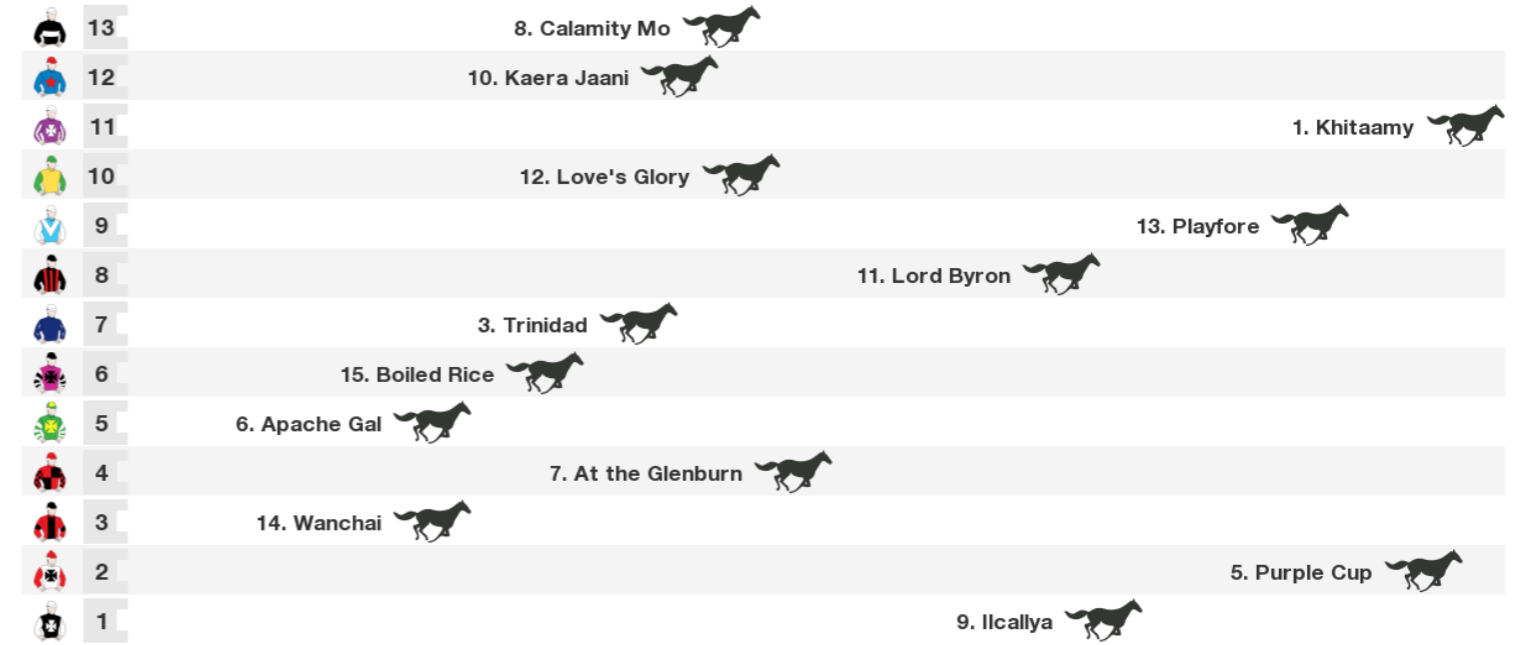 13 8. Calamity Mo
12 10. Kaera Jaani
11 1. Khitaamy
10 12. Love's Glory
9 13. Playfore
8 11. Lord Byron
7 3. Trinidad
6 15. Boiled Rice
5 6. Apache Gal
4 7. At the Glenburn
3 14. Wanchai
2 5. Purple Cup
1 9. Ilcallya